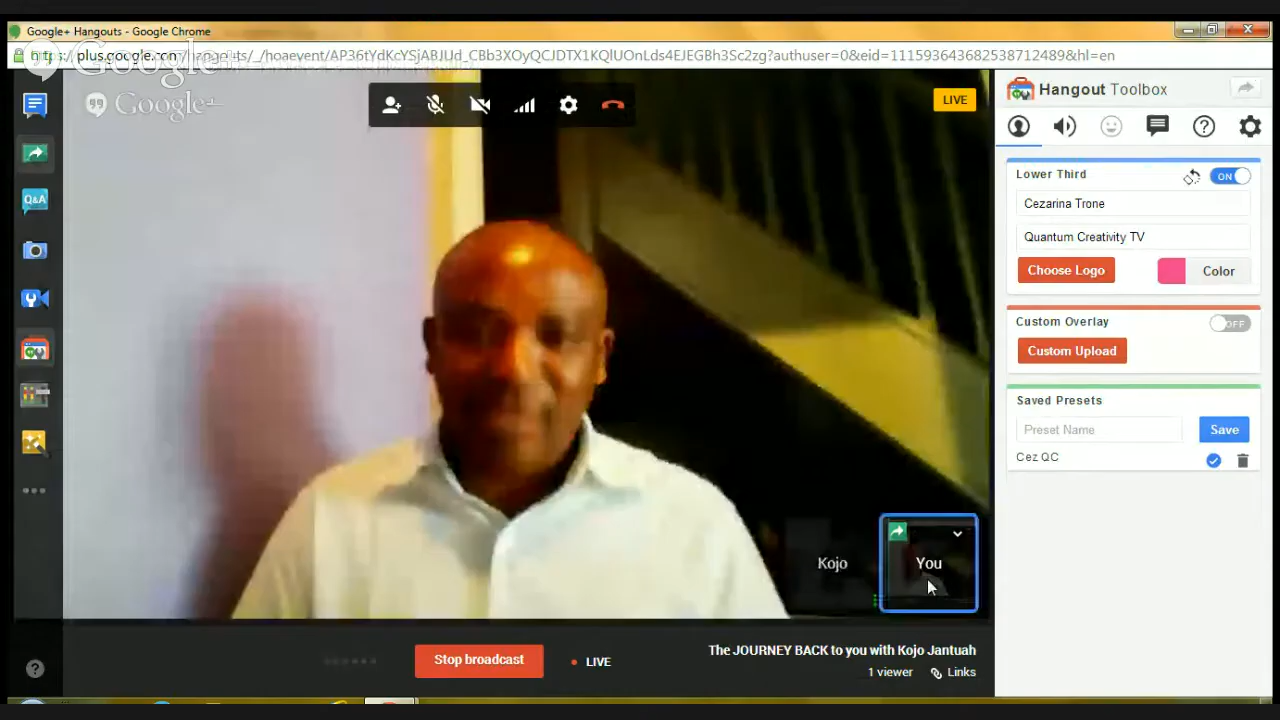 Google+ Hangouts - Google Chrome
Google+
Google+
LIVE
Hangout Toolbox
Q&A
Lower Third
ON
Cezarina Trone
Quantum Creativity TV
Choose Logo
Color
Custom Overlay
OFF
Custom Upload
Saved Presets
Preset Name
Save
Cez QC
Kojo
You
Stop broadcast
LIVE
The JOURNEY BACK to you with Kojo Jantuah
1 viewer
Links